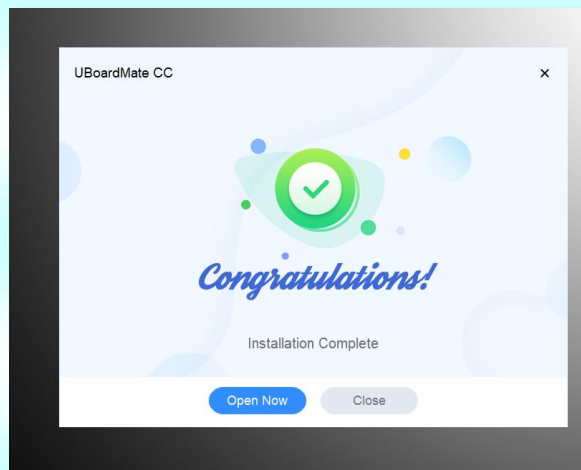 UBoardMate CC
Congratulations!
Installation Complete
Open Now
Close